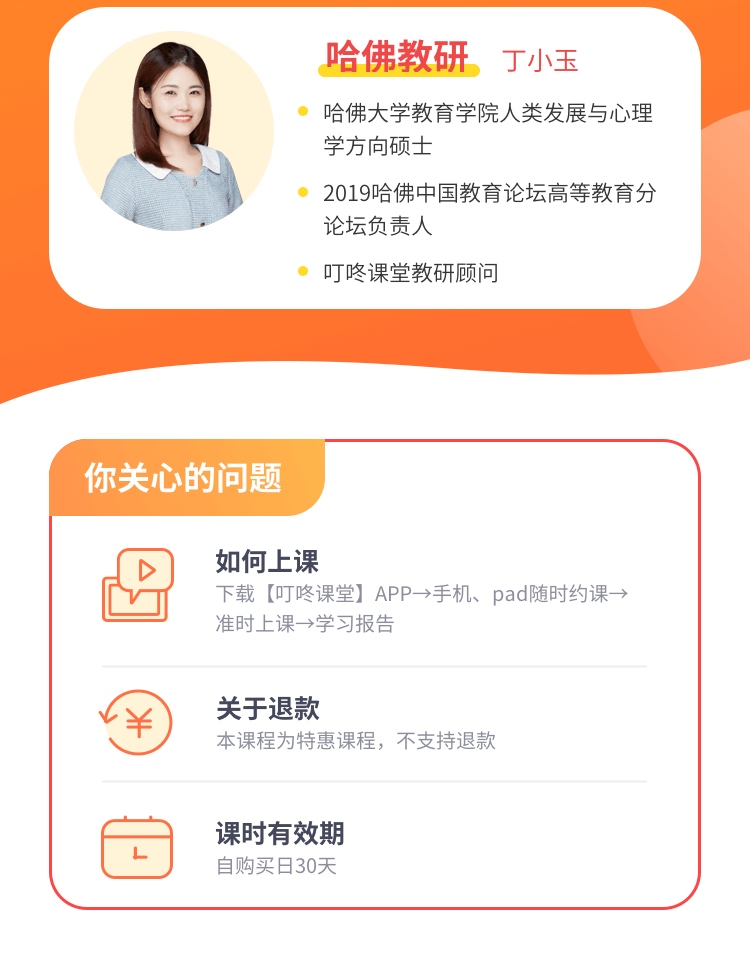 哈佛教研 丁小玉
哈佛大学教育学院人类发展与心理
学方向硕士
2019哈佛中国教育论坛高等教育分
论坛负责人
叮咚课堂教研顾问
你关心的问题
如何上课
下载【叮咚课堂】APP→手机、pad随时约课→
准时上课→学习报告
关于退款
本课程为特惠课程，不支持退款
课时有效期
自购买日30天